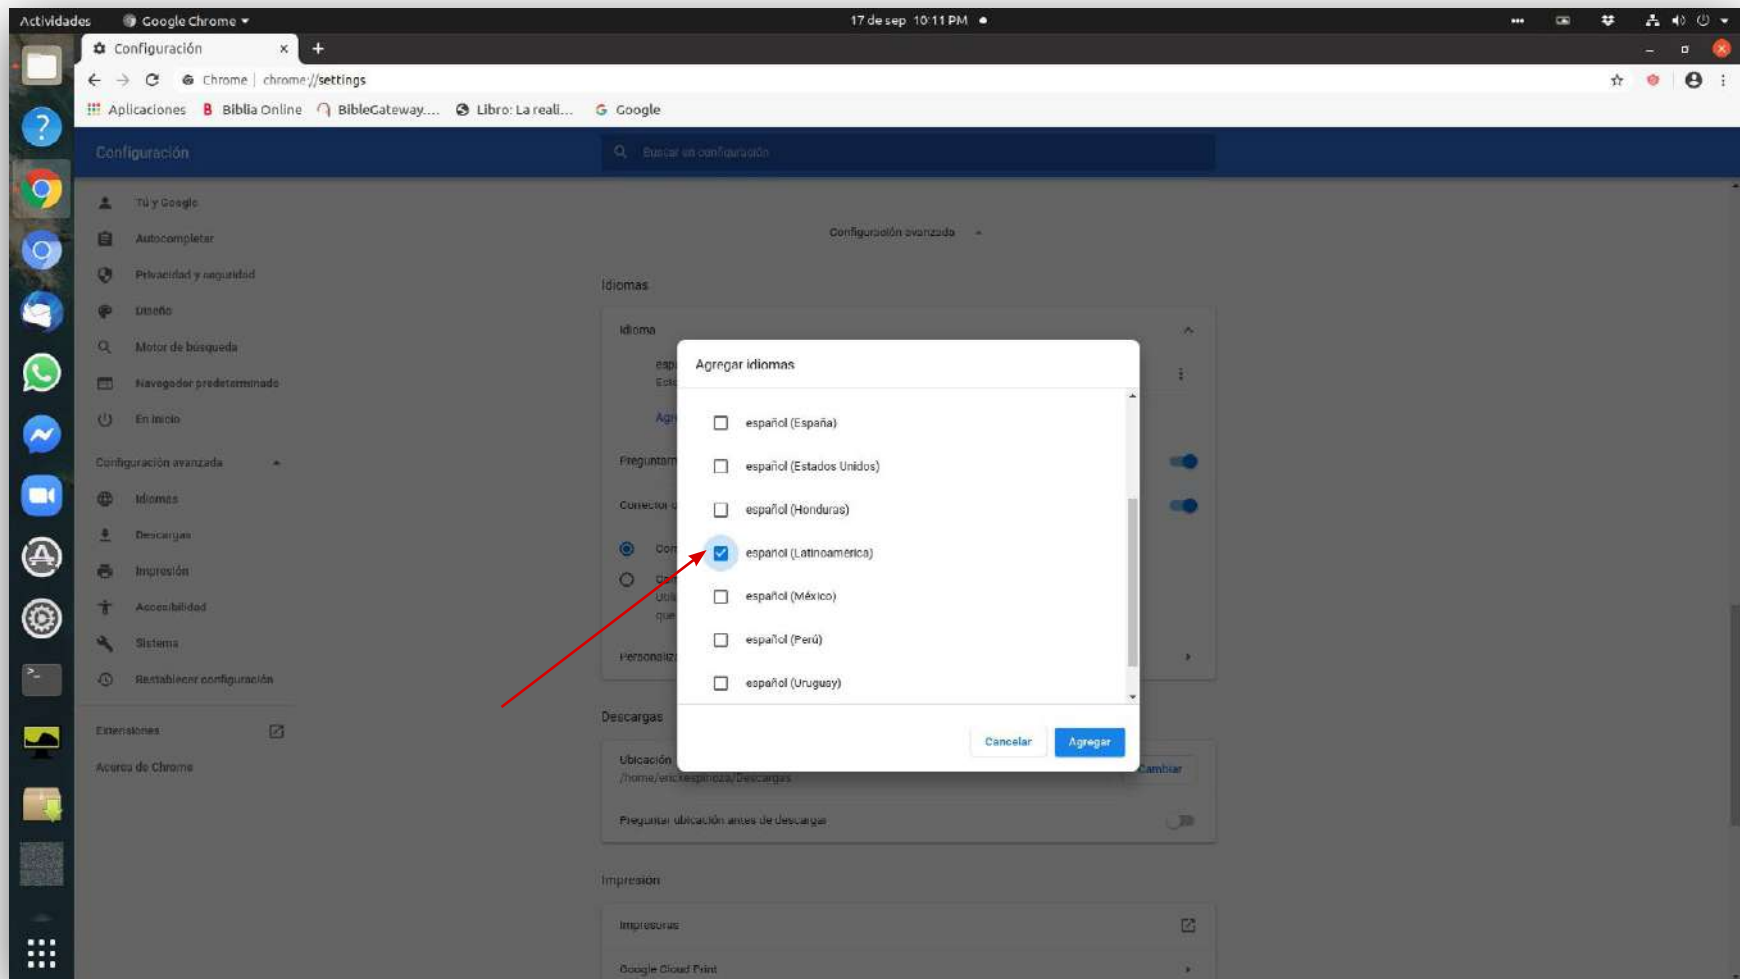 Actividades Google Chrome 17 de sep 10:11 PM
Configuración
Chrome | chrome://settings
Aplicaciones Biblia Online BibleGateway.... Libro: La reali... Google
Configuración Buscar en configuración
Tú y Google
Autocompletar
Privacidad y seguridad
Diseño
Motor de búsqueda
Navegador predeterminado
En inicio
Configuración avanzada
Idiomas
Descargas
Impresión
Accesibilidad
Sistema
Restablecer configuración
Extensiones
Acerca de Chrome
Configuración avanzada
Idiomas
Idioma
Agregar idiomas
español (España)
español (Estados Unidos)
español (Honduras)
español (Latinoamérica)
español (México)
español (Perú)
español (Uruguay)
Cancelar Agregar
Descargas
Ubicación
/home/erickespinoza/Descargas
Cambiar
Preguntar ubicación antes de descargar
Impresión
Impresoras
Google Cloud Print